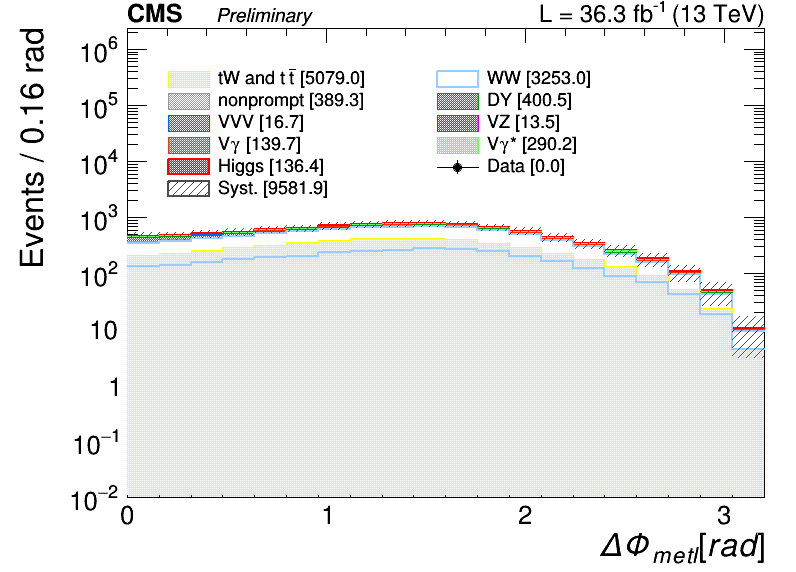 CMS Preliminary L = 36.3 fb⁻¹ (13 TeV)
Events / 0.16 rad
10⁶
10⁵
10⁴
10³
10²
10
1
10⁻¹
10⁻²
tW and tt̅ [5079.0]
nonprompt [389.3]
VVV [16.7]
Vγ [139.7]
Higgs [136.4]
Syst. [9581.9]
WW [3253.0]
DY [400.5]
VZ [13.5]
Vγ* [290.2]
Data [0.0]
0 1 2 3
ΔΦmetl[rad]